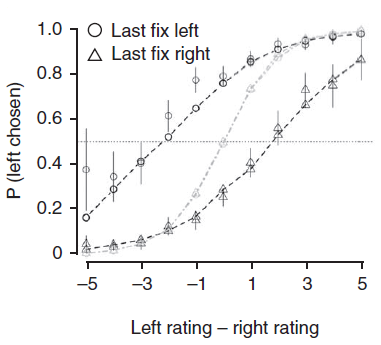 Last fix left
Last fix right
P (left chosen)
1.0
0.8
0.6
0.4
0.2
0
–5 –3 –1 1 3 5
Left rating – right rating